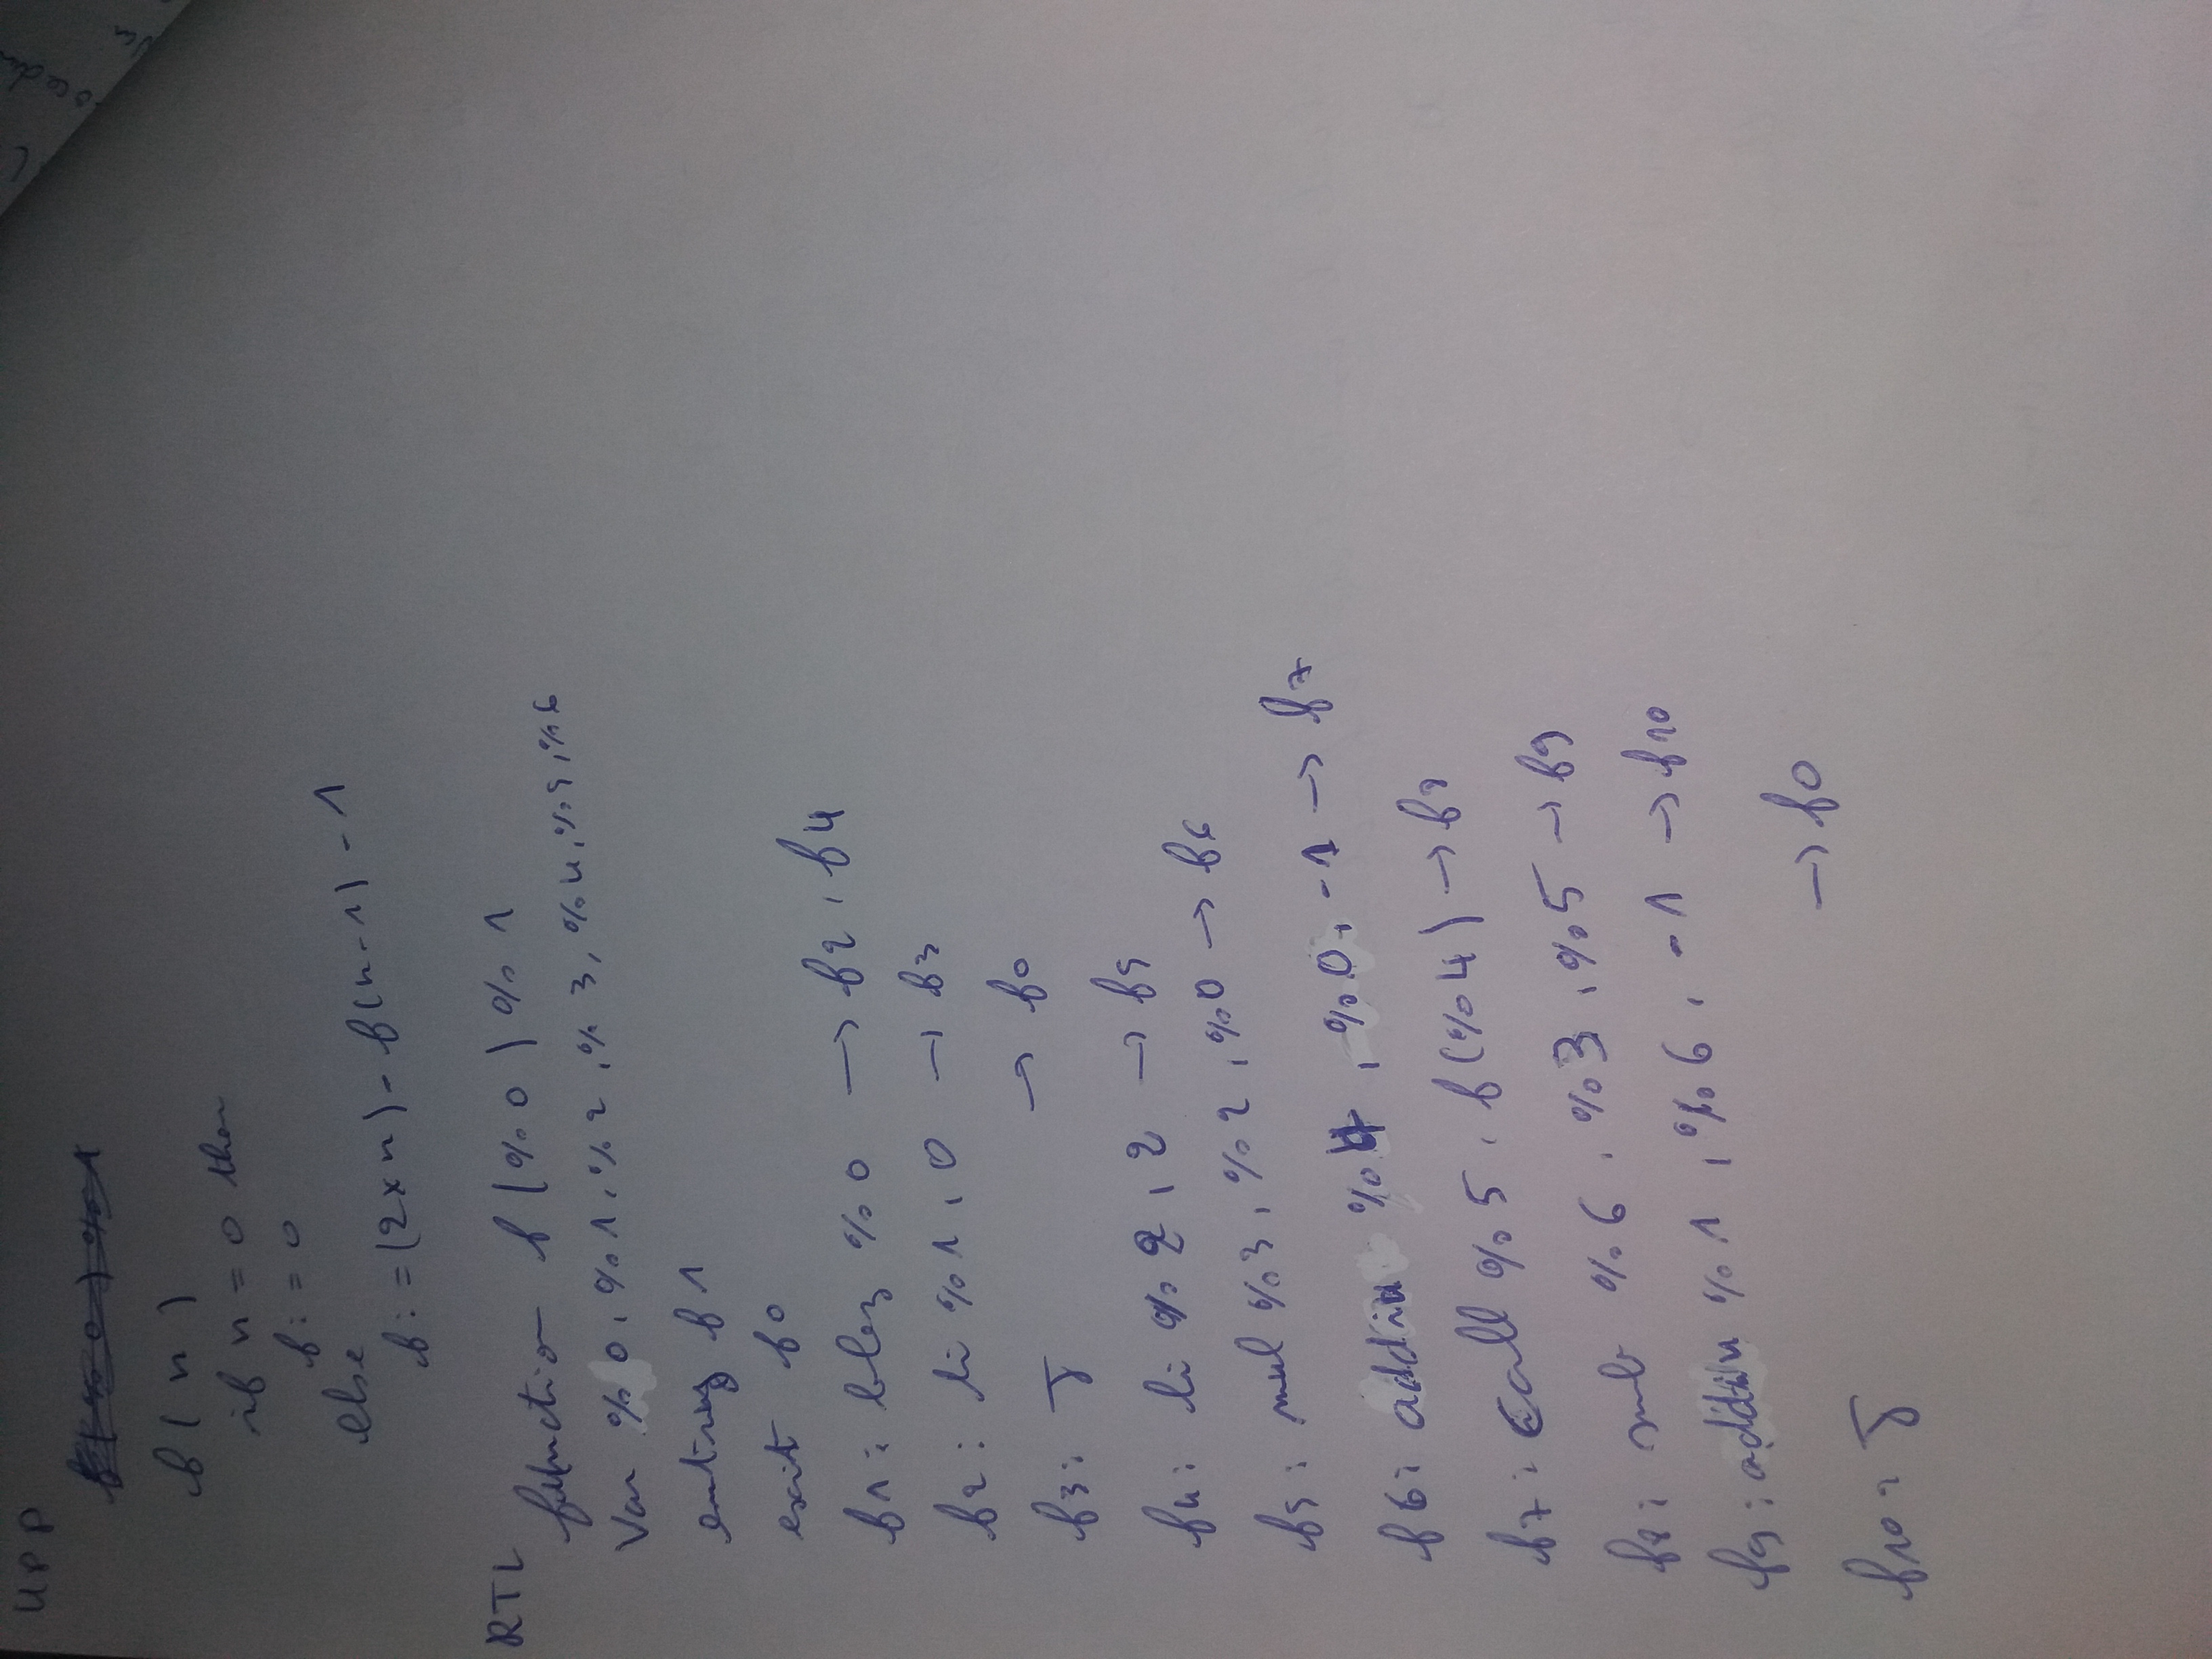 UPP
f(%0) %1
f(n)
if n = 0 then
f := 0
else
f := (2×n) - f(n-1) - 1
RTL
function f(%0) %1
Var %0, %1, %2, %3, %4, %5, %6
entry f1
exit f0
f1: blez %0 → f2, f4
f2: li %1, 0 → f3
f3: J → f0
f4: li %2, 2 → f5
f5: mul %3, %2, %0 → f6
f6: addiu %4, %0, -1 → f7
f7: call %5, f(%4) → f8
f8: sub %6, %3, %5 → f9
f9: addiu %1, %6, -1 → f10
f10: J → f0